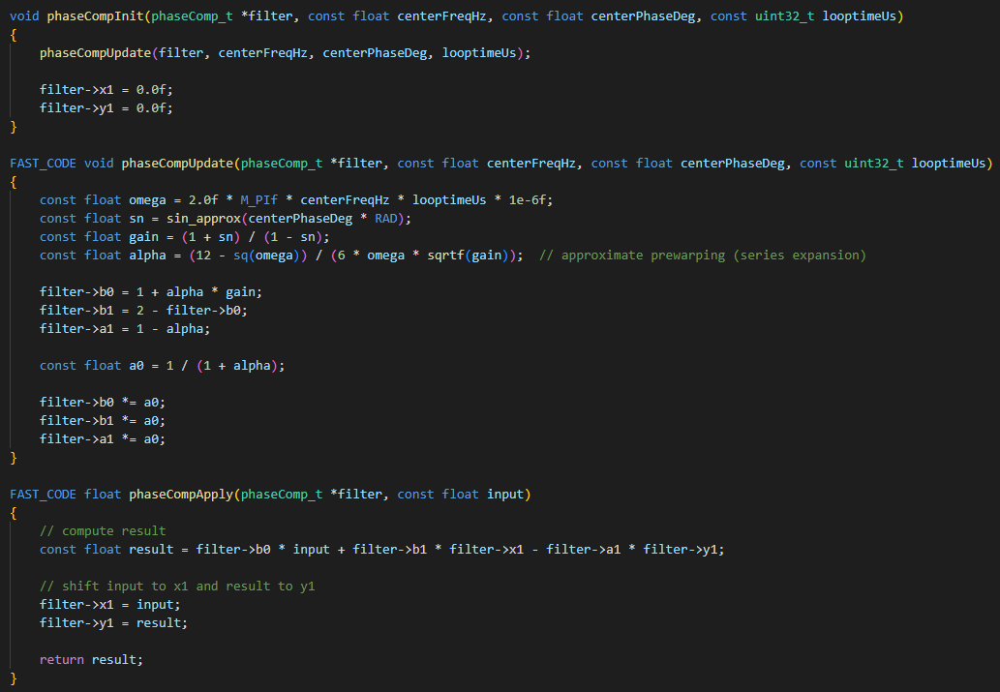 void phaseCompInit(phaseComp_t *filter, const float centerFreqHz, const float centerPhaseDeg, const uint32_t looptimeUs)
{
    phaseCompUpdate(filter, centerFreqHz, centerPhaseDeg, looptimeUs);

    filter->x1 = 0.0f;
    filter->y1 = 0.0f;
}

FAST_CODE void phaseCompUpdate(phaseComp_t *filter, const float centerFreqHz, const float centerPhaseDeg, const uint32_t looptimeUs)
{
    const float omega = 2.0f * M_PIf * centerFreqHz * looptimeUs * 1e-6f;
    const float sn = sin_approx(centerPhaseDeg * RAD);
    const float gain = (1 + sn) / (1 - sn);
    const float alpha = (12 - sq(omega)) / (6 * omega * sqrtf(gain));  // approximate prewarping (series expansion)

    filter->b0 = 1 + alpha * gain;
    filter->b1 = 2 - filter->b0;
    filter->a1 = 1 - alpha;

    const float a0 = 1 / (1 + alpha);

    filter->b0 *= a0;
    filter->b1 *= a0;
    filter->a1 *= a0;
}

FAST_CODE float phaseCompApply(phaseComp_t *filter, const float input)
{
    // compute result
    const float result = filter->b0 * input + filter->b1 * filter->x1 - filter->a1 * filter->y1;

    // shift input to x1 and result to y1
    filter->x1 = input;
    filter->y1 = result;

    return result;
}